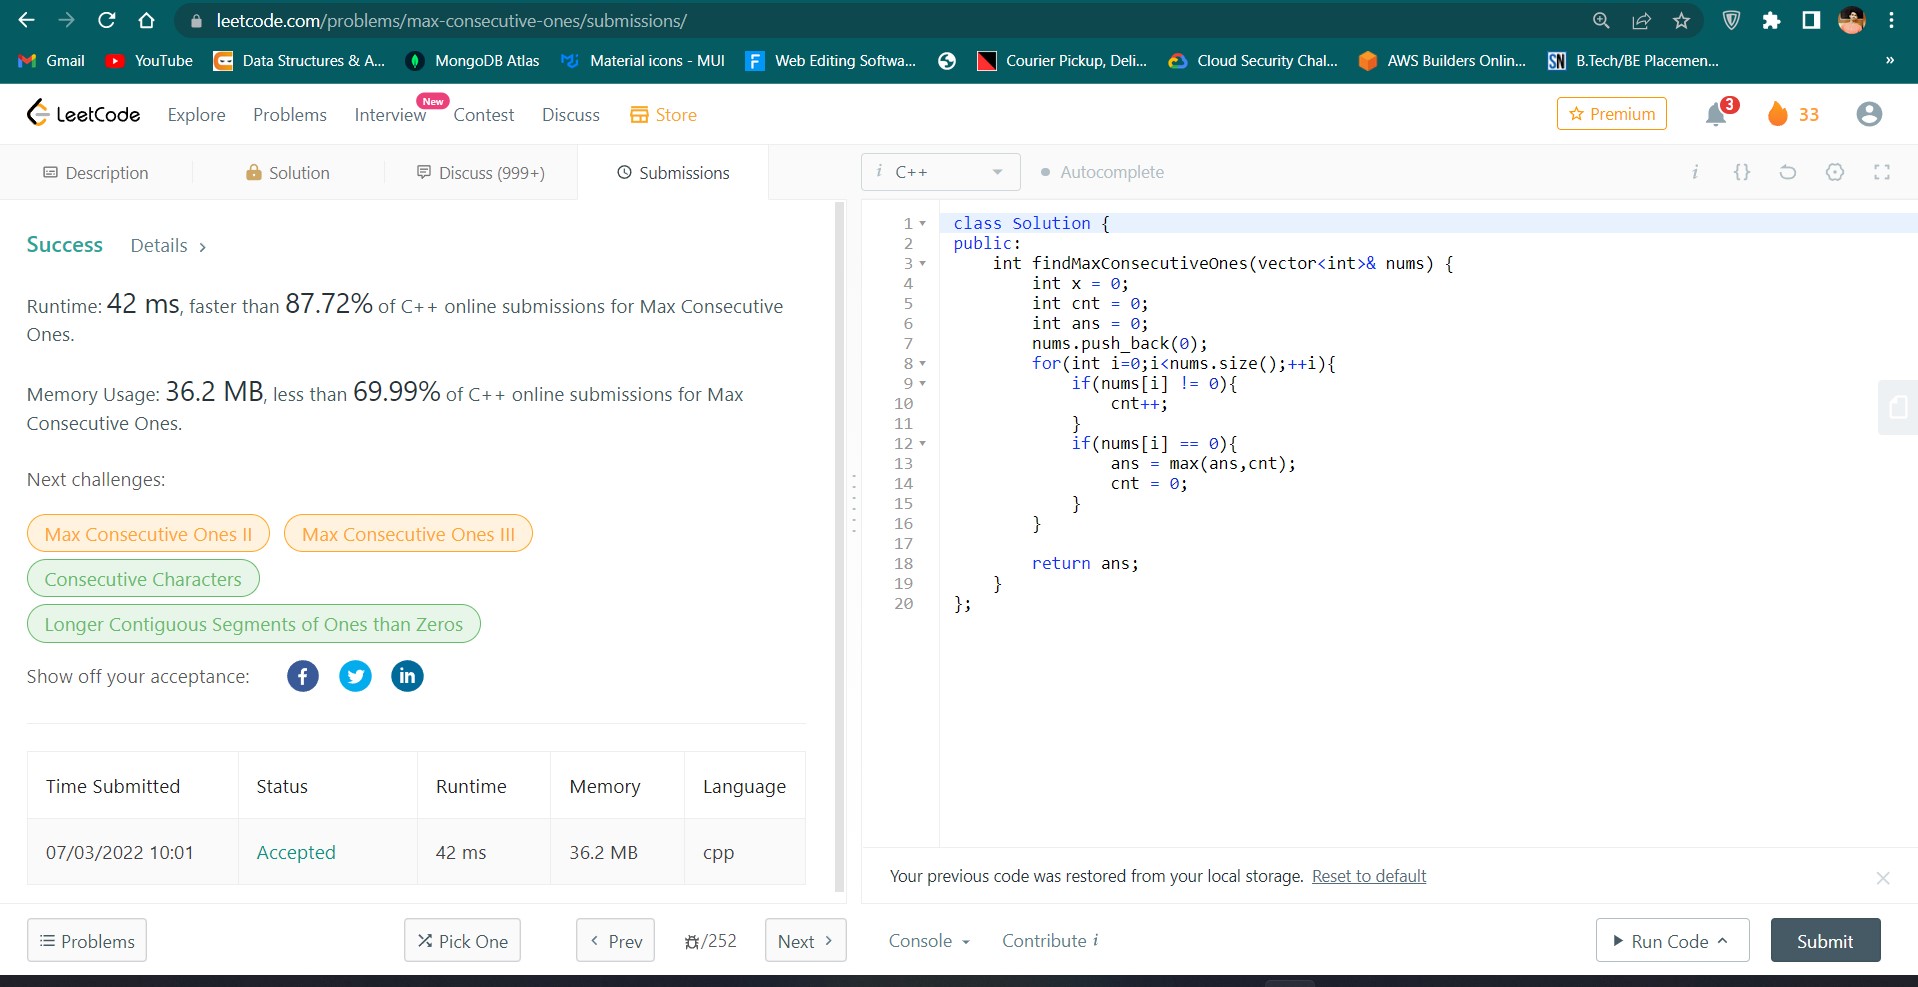 leetcode.com/problems/max-consecutive-ones/submissions/
Gmail YouTube Data Structures & A... MongoDB Atlas Material icons - MUI Web Editing Softwa... Courier Pickup, Deli... Cloud Security Chal... AWS Builders Onlin... SN B.Tech/BE Placemen... »
LeetCode Explore Problems Interview New Contest Discuss Store Premium 3 33
Description Solution Discuss (999+) Submissions
i C++ Autocomplete i {}
Success Details >
Runtime: 42 ms, faster than 87.72% of C++ online submissions for Max Consecutive
Ones.
Memory Usage: 36.2 MB, less than 69.99% of C++ online submissions for Max
Consecutive Ones.
Next challenges:
Max Consecutive Ones II Max Consecutive Ones III
Consecutive Characters
Longer Contiguous Segments of Ones than Zeros
Show off your acceptance: f in
Time Submitted Status Runtime Memory Language
07/03/2022 10:01 Accepted 42 ms 36.2 MB cpp
1 class Solution {
2 public:
3     int findMaxConsecutiveOnes(vector<int>& nums) {
4         int x = 0;
5         int cnt = 0;
6         int ans = 0;
7         nums.push_back(0);
8         for(int i=0;i<nums.size();++i){
9             if(nums[i] != 0){
10                 cnt++;
11             }
12             if(nums[i] == 0){
13                 ans = max(ans,cnt);
14                 cnt = 0;
15             }
16         }
17
18         return ans;
19     }
20 };
Your previous code was restored from your local storage. Reset to default
Problems Pick One < Prev /252 Next > Console Contribute i Run Code Submit